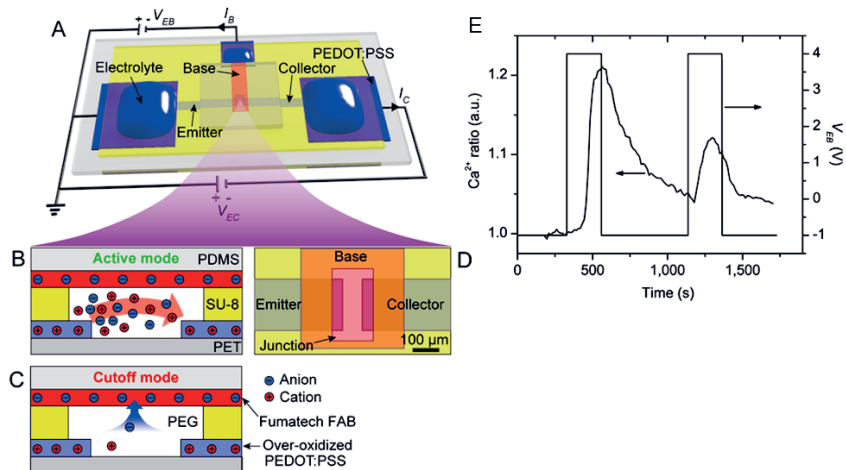 A
+ - V_EB
I_B
PEDOT:PSS
Electrolyte
Base
Collector
I_C
Emitter
+ -
V_EC
B
Active mode
PDMS
SU-8
PET
Base
D
Emitter
Collector
Junction
100 µm
C
Cutoff mode
PEG
Anion
Cation
Fumatech FAB
Over-oxidized
PEDOT:PSS
E
Ca²⁺ ratio (a.u.)
1.2
1.1
1.0
4
3
2
1
0
-1
V_EB (V)
0
500
1,000
1,500
Time (s)